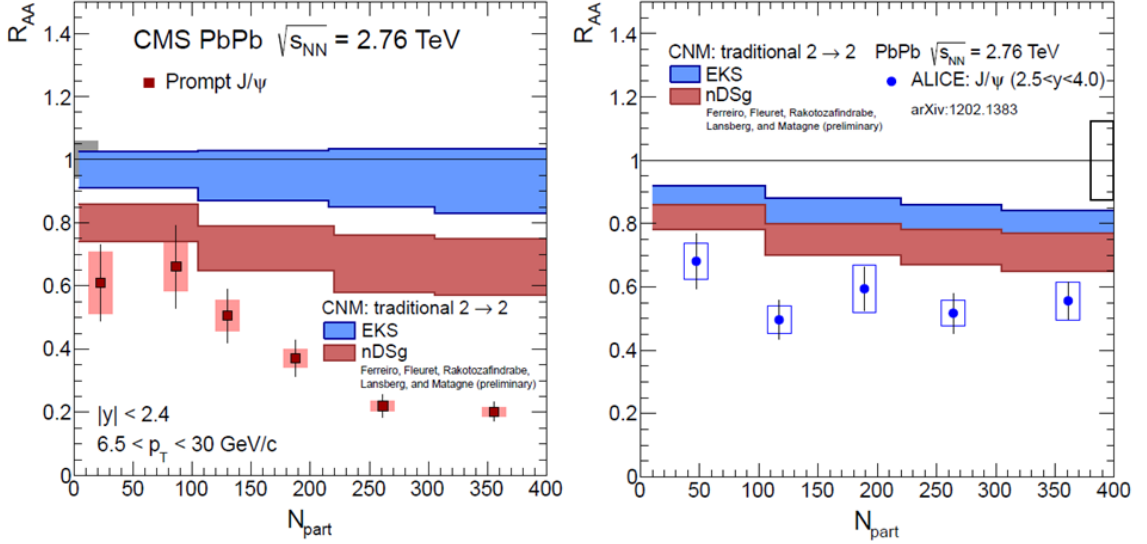 R_AA
1.4
1.2
1
0.8
0.6
0.4
0.2
0
CMS PbPb √s_NN = 2.76 TeV
Prompt J/ψ
CNM: traditional 2 → 2
EKS
nDSg
Ferreiro, Fleuret, Rakotozafindrabe,
Lansberg, and Matagne (preliminary)
|y| < 2.4
6.5 < p_T < 30 GeV/c
0 50 100 150 200 250 300 350 400
N_part
R_AA
1.4
1.2
1
0.8
0.6
0.4
0.2
0
CNM: traditional 2 → 2
EKS
nDSg
Ferreiro, Fleuret, Rakotozafindrabe,
Lansberg, and Matagne (preliminary)
PbPb √s_NN = 2.76 TeV
ALICE: J/ψ (2.5<y<4.0)
arXiv:1202.1383
0 50 100 150 200 250 300 350 400
N_part